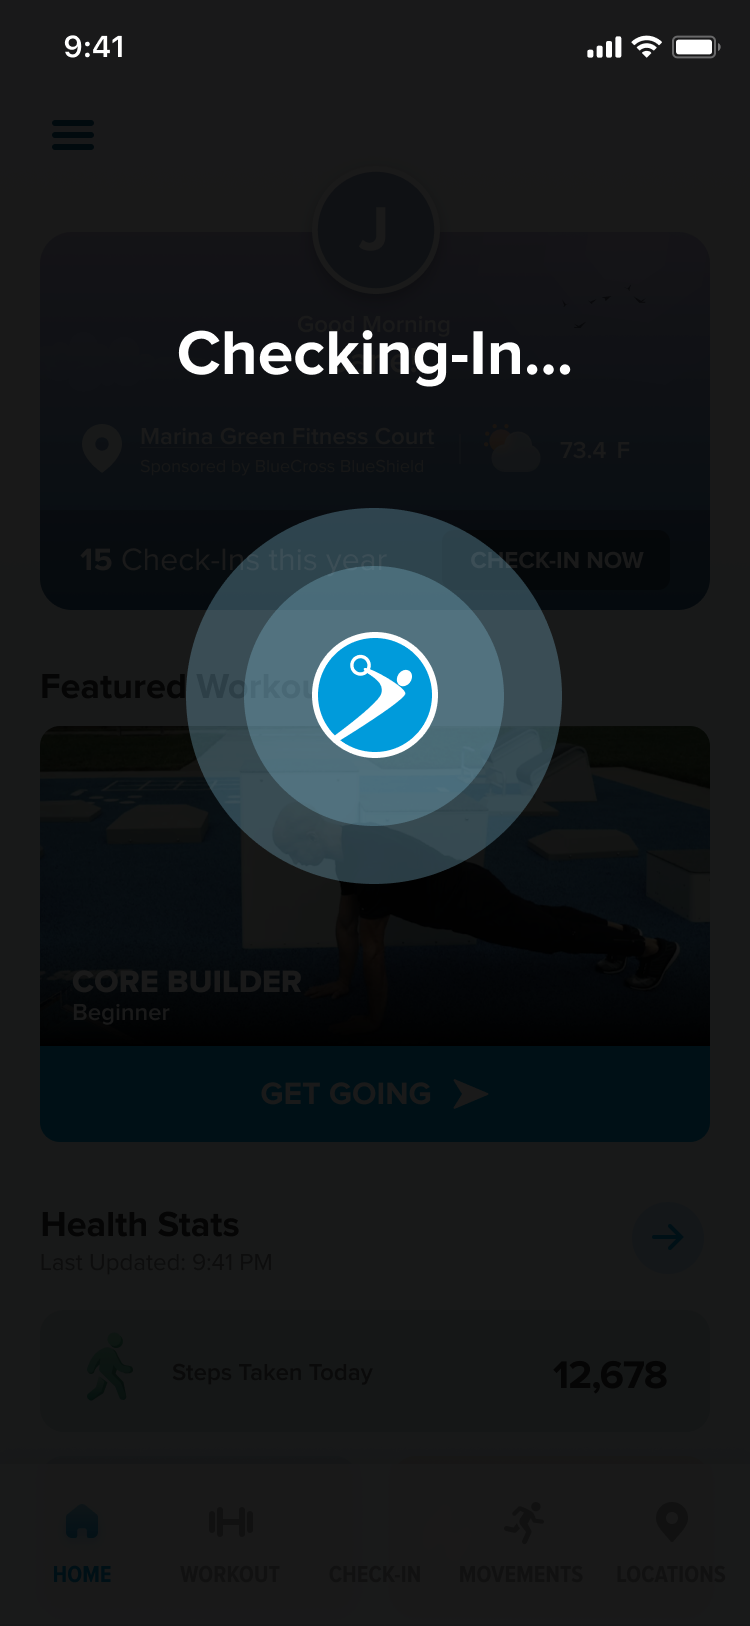 9:41
J
Good Morning
Checking-In...
Marina Green Fitness Court
Sponsored by BlueCross BlueShield
73.4 F
15 Check-Ins this year
CHECK-IN NOW
Featured Workou
CORE BUILDER
Beginner
GET GOING
Health Stats
Last Updated: 9:41 PM
Steps Taken Today
12,678
HOME
WORKOUT
CHECK-IN
MOVEMENTS
LOCATIONS